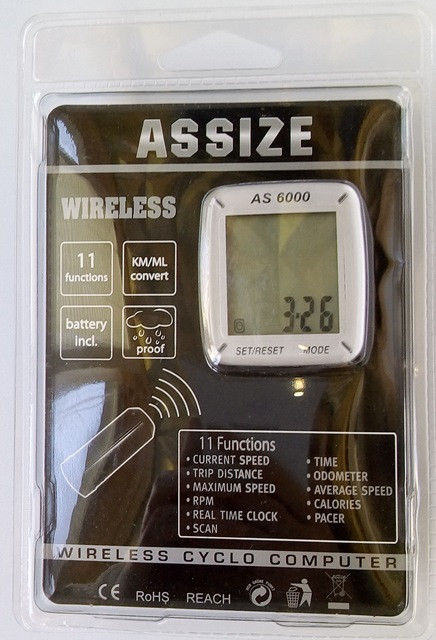 ASSIZE
WIRELESS
11
functions
KM/ML
convert
battery
incl.
proof
AS 6000
3:26
SET/RESET MODE
11 Functions
• CURRENT SPEED
• TRIP DISTANCE
• MAXIMUM SPEED
• RPM
• REAL TIME CLOCK
• SCAN
• TIME
• ODOMETER
• AVERAGE SPEED
• CALORIES
• PACER
WIRELESS CYCLO COMPUTER
CE RoHS REACH